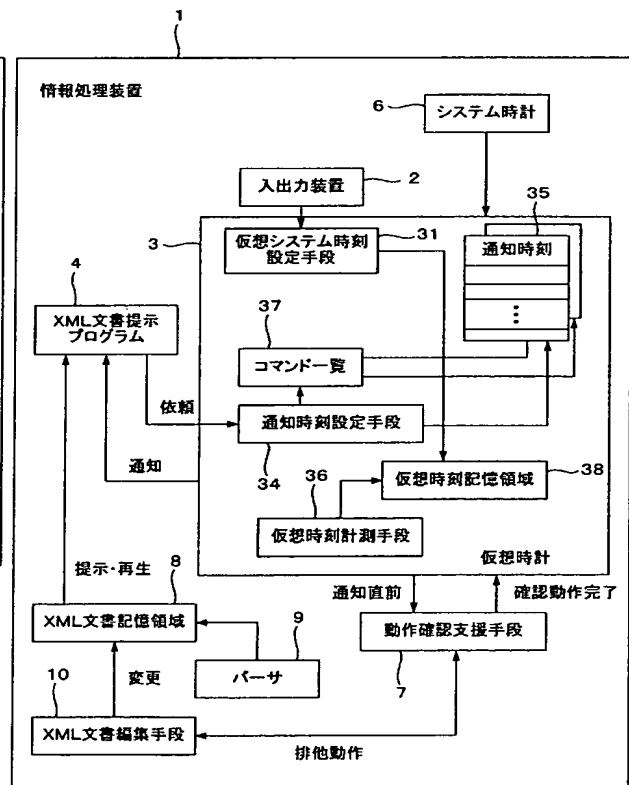 1
情報処理装置
6
システム時計
入出力装置
2
35
3
仮想システム時刻
設定手段
31
通知時刻
4
XML文書提示
プログラム
37
コマンド一覧
依頼
通知時刻設定手段
34
通知
仮想時刻記憶領域
38
36
仮想時刻計測手段
仮想時計
提示・再生
8
通知直前
確認動作完了
XML文書記憶領域
9
動作確認支援手段
7
パーサ
10
変更
XML文書編集手段
排他動作